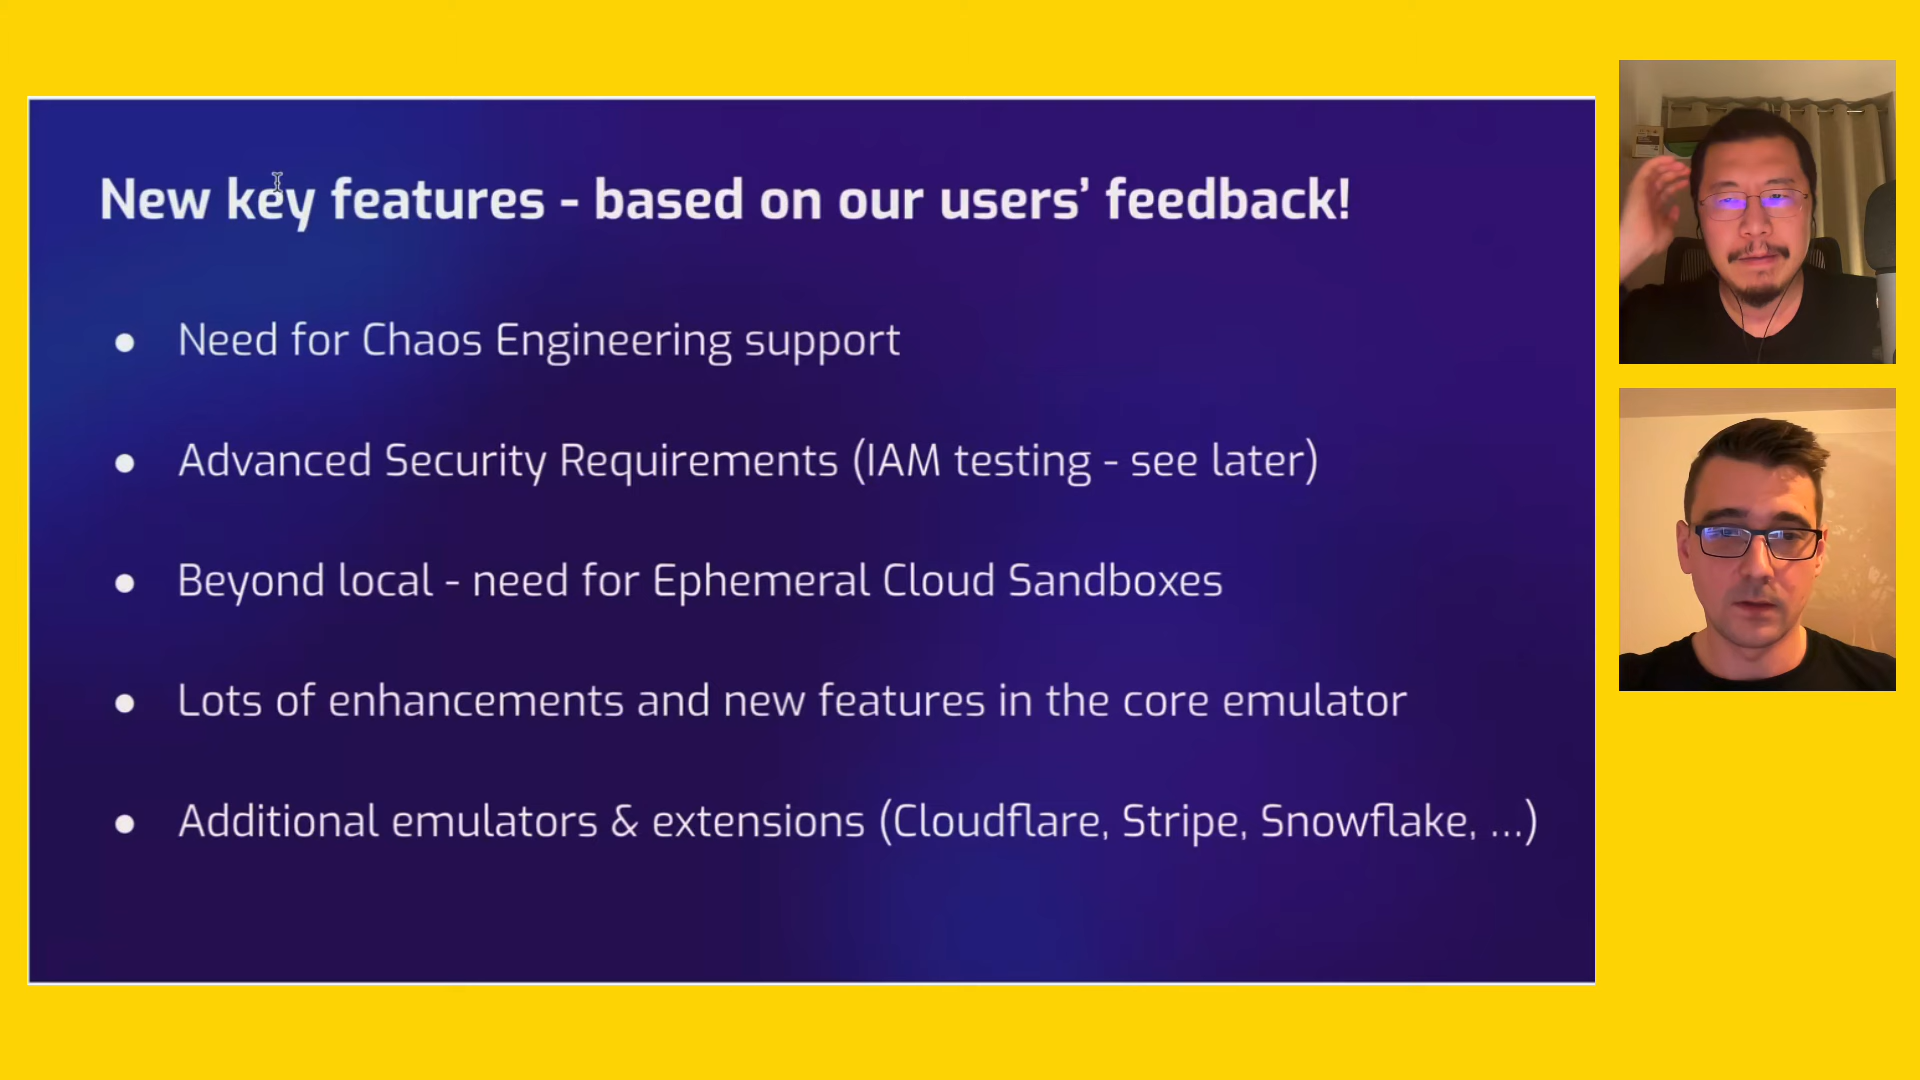 New key features - based on our users’ feedback!
● Need for Chaos Engineering support
● Advanced Security Requirements (IAM testing - see later)
● Beyond local - need for Ephemeral Cloud Sandboxes
● Lots of enhancements and new features in the core emulator
● Additional emulators & extensions (Cloudflare, Stripe, Snowflake, ...)